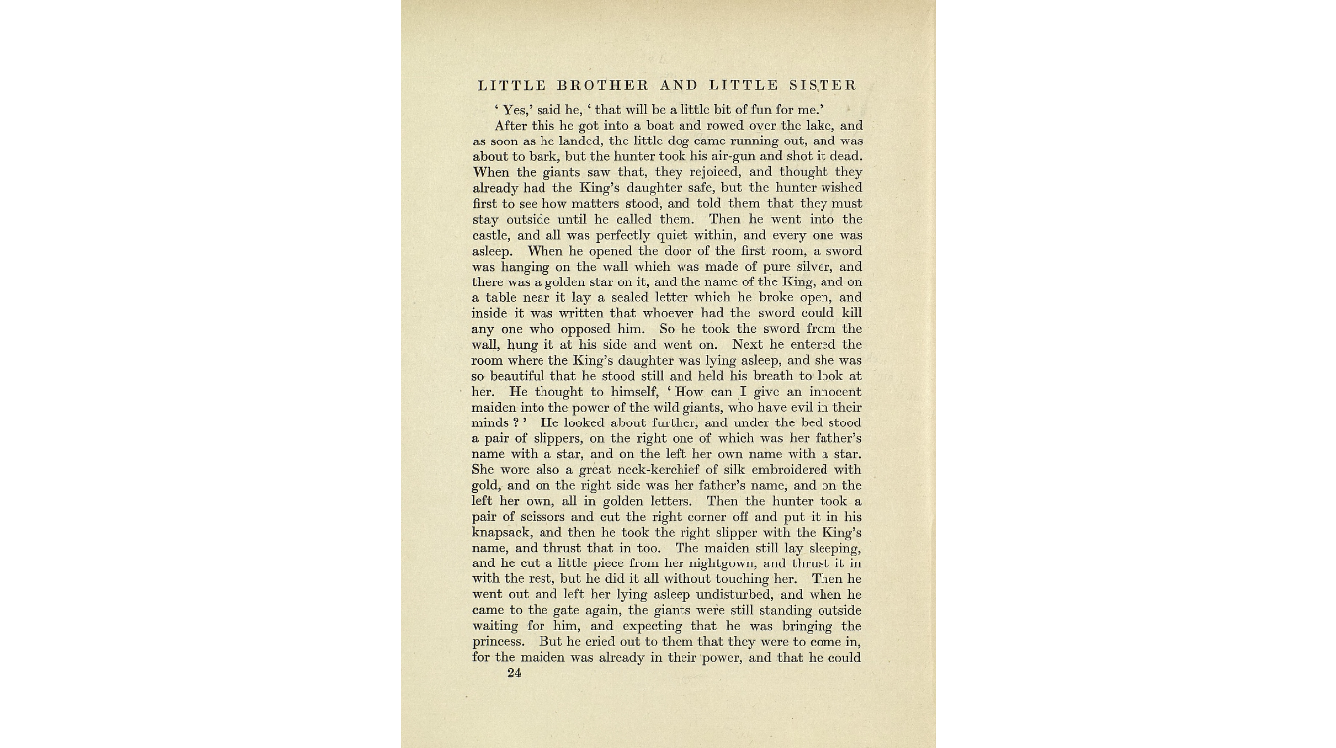 LITTLE BROTHER AND LITTLE SISTER
‘ Yes,’ said he, ‘ that will be a little bit of fun for me.’
After this he got into a boat and rowed over the lake, and
as soon as he landed, the little dog came running out, and was
about to bark, but the hunter took his air-gun and shot it dead.
When the giants saw that, they rejoiced, and thought they
already had the King’s daughter safe, but the hunter wished
first to see how matters stood, and told them that they must
stay outside until he called them. Then he went into the
castle, and all was perfectly quiet within, and every one was
asleep. When he opened the door of the first room, a sword
was hanging on the wall which was made of pure silver, and
there was a golden star on it, and the name of the King, and on
a table near it lay a sealed letter which he broke open, and
inside it was written that whoever had the sword could kill
any one who opposed him. So he took the sword from the
wall, hung it at his side and went on. Next he entered the
room where the King’s daughter was lying asleep, and she was
so beautiful that he stood still and held his breath to look at
her. He thought to himself, ‘ How can I give an innocent
maiden into the power of the wild giants, who have evil in their
minds ? ’ He looked about further, and under the bed stood
a pair of slippers, on the right one of which was her father’s
name with a star, and on the left her own name with a star.
She wore also a great neck-kerchief of silk embroidered with
gold, and on the right side was her father’s name, and on the
left her own, all in golden letters. Then the hunter took a
pair of scissors and cut the right corner off and put it in his
knapsack, and then he took the right slipper with the King’s
name, and thrust that in too. The maiden still lay sleeping,
and he cut a little piece from her nightgown, and thrust it in
with the rest, but he did it all without touching her. Then he
went out and left her lying asleep undisturbed, and when he
came to the gate again, the giants were still standing outside
waiting for him, and expecting that he was bringing the
princess. But he cried out to them that they were to come in,
for the maiden was already in their power, and that he could
24